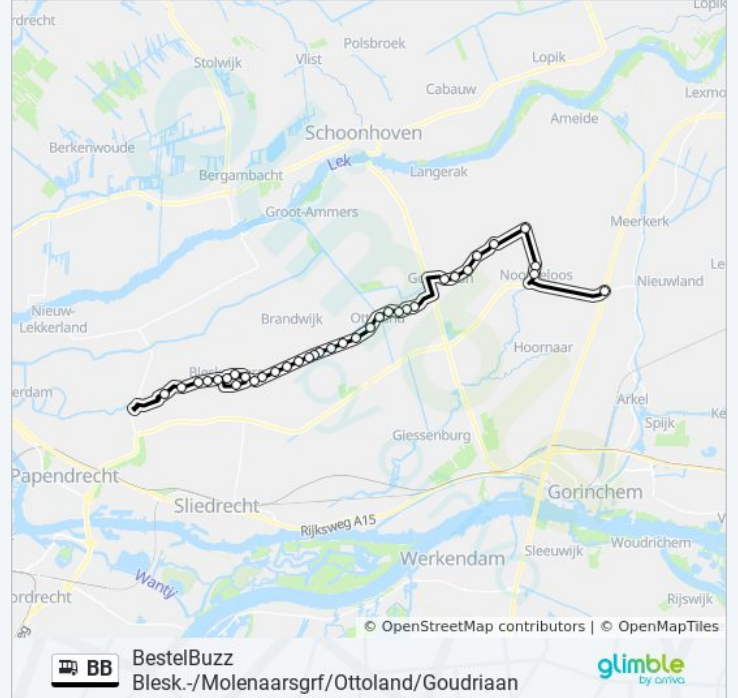 rdrecht
Lopik
Polsbroek
Stolwijk
Vlist
Lopik
Cabauw
Lexmo
Ameide
Schoonhoven
Berkenwoude
Lek
Bergambacht
Langerak
Groot-Ammers
Meerkerk
Le
Noordeloos
Nieuwland
Nieuw-
Lekkerland
Brandwijk
Hoornaar
erdam
Arkel
Ke
Spijk
Giessenburg
Papendrecht
Gorinchem
Sliedrecht
Rijksweg A15
Woudrichem
Sleeuwijk
Werkendam
Wantij
ordrecht
Rijswijk
© OpenStreetMap contributors | © OpenMapTiles
BB
BestelBuzz
Blesk.-/Molenaarsgrf/Ottoland/Goudriaan
glimble
by arriva